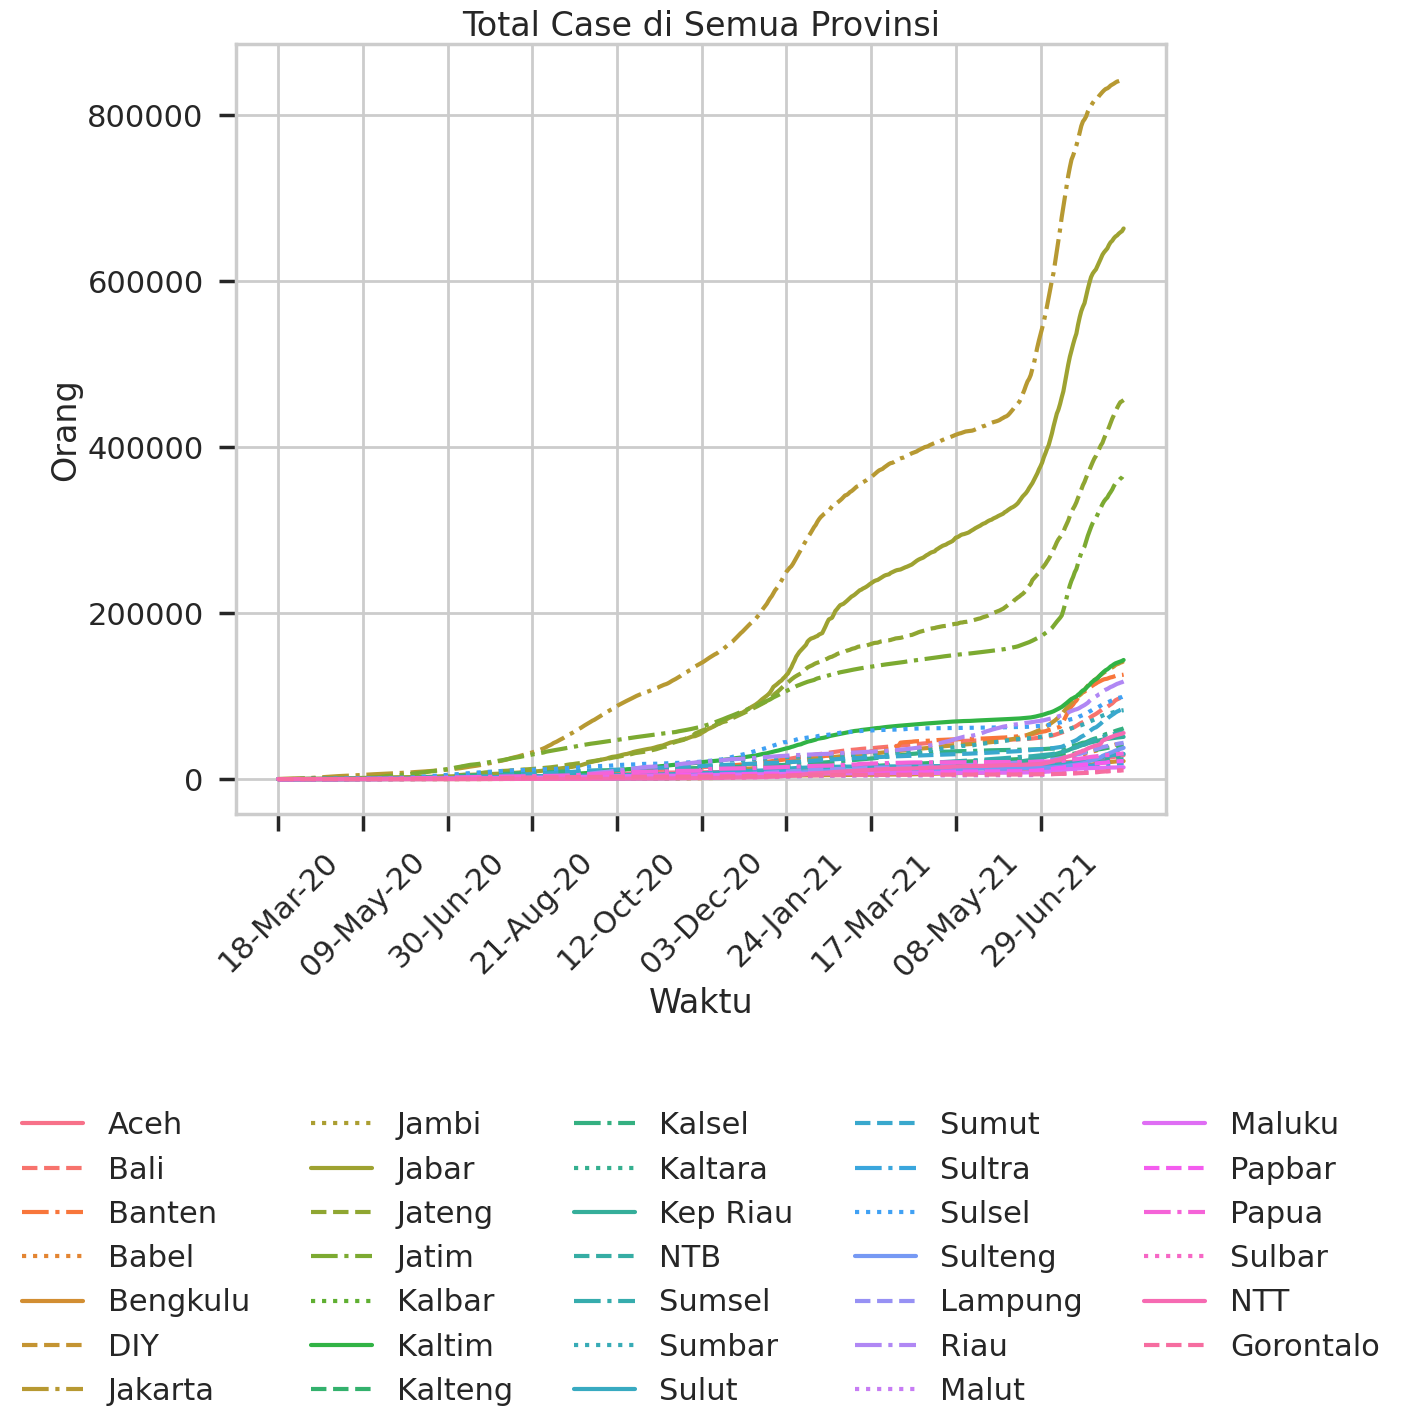 Total Case di Semua Provinsi
Orang
800000
600000
400000
200000
0
18-Mar-20
09-May-20
30-Jun-20
21-Aug-20
12-Oct-20
03-Dec-20
24-Jan-21
17-Mar-21
08-May-21
29-Jun-21
Waktu
Aceh
Bali
Banten
Babel
Bengkulu
DIY
Jakarta
Jambi
Jabar
Jateng
Jatim
Kalbar
Kaltim
Kalteng
Kalsel
Kaltara
Kep Riau
NTB
Sumsel
Sumbar
Sulut
Sumut
Sultra
Sulsel
Sulteng
Lampung
Riau
Malut
Maluku
Papbar
Papua
Sulbar
NTT
Gorontalo